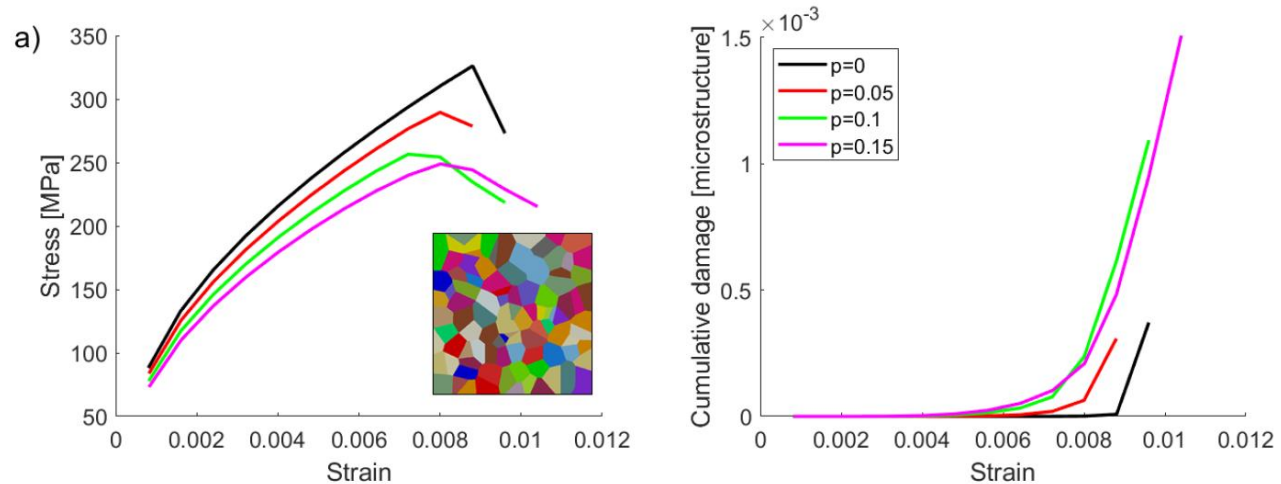 a)
350
300
250
200
150
100
50
Stress [MPa]
0
0.002
0.004
0.006
0.008
0.01
0.012
Strain
1.5
×10⁻³
1
0.5
0
Cumulative damage [microstructure]
p=0
p=0.05
p=0.1
p=0.15
0
0.002
0.004
0.006
0.008
0.01
0.012
Strain